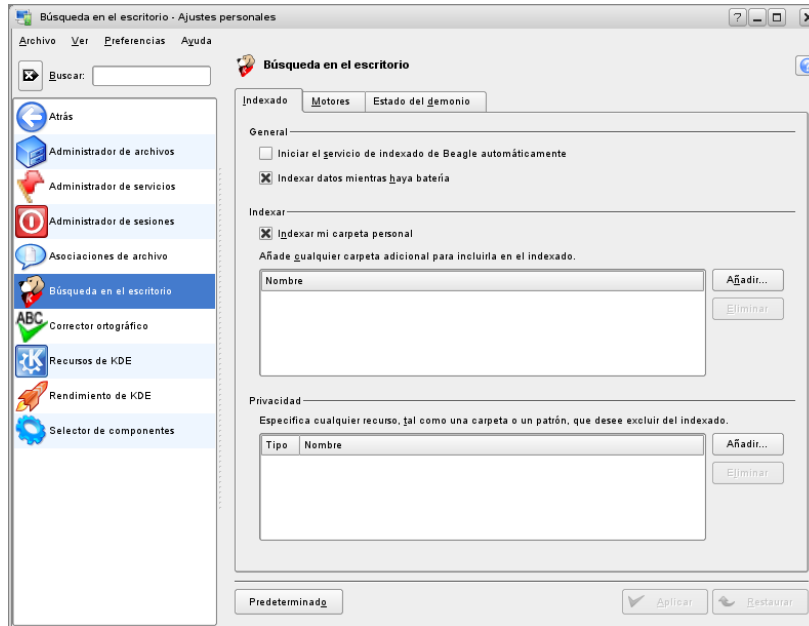 Búsqueda en el escritorio - Ajustes personales
Archivo Ver Preferencias Ayuda
Buscar:
Atrás
Administrador de archivos
Administrador de servicios
Administrador de sesiones
Asociaciones de archivo
Búsqueda en el escritorio
ABC
Corrector ortográfico
Recursos de KDE
Rendimiento de KDE
Selector de componentes
Búsqueda en el escritorio
Indexado Motores Estado del demonio
General
Iniciar el servicio de indexado de Beagle automáticamente
Indexar datos mientras haya batería
Indexar
Indexar mi carpeta personal
Añade cualquier carpeta adicional para incluirla en el indexado.
Nombre
Añadir...
Eliminar
Privacidad
Especifica cualquier recurso, tal como una carpeta o un patrón, que desee excluir del indexado.
Tipo Nombre
Añadir...
Eliminar
Predeterminado Aplicar Restaurar